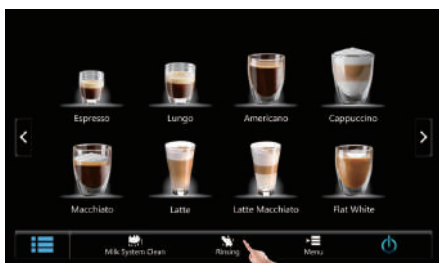 Espresso Lungo Americano Cappuccino
Macchiato Latte Latte Macchiato Flat White
Milk System Clean Rinsing Menu